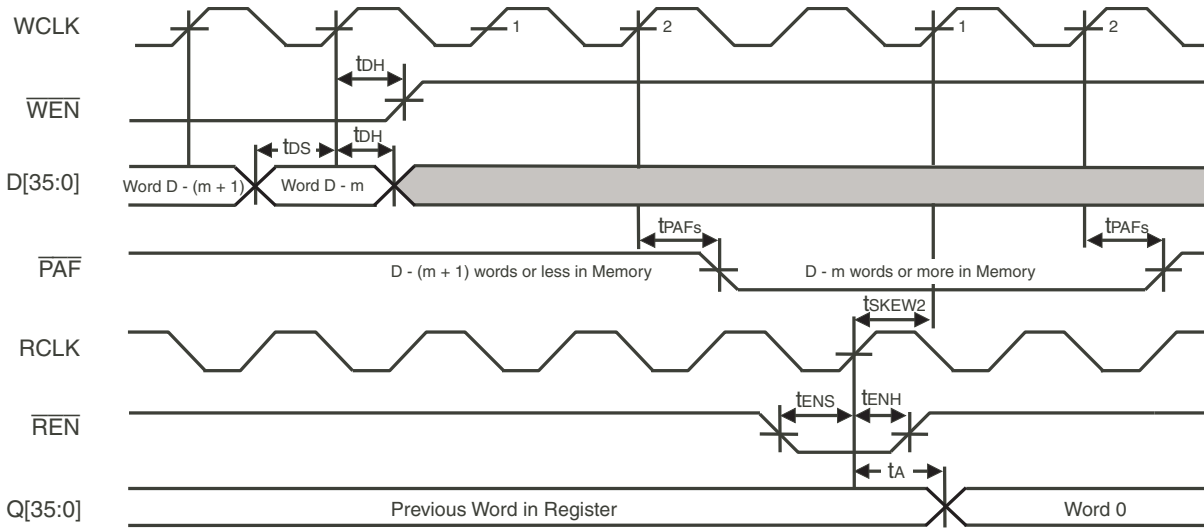 WCLK 1 2 1 2
tDH
WEN
tDS tDH
D[35:0] Word D - (m + 1) Word D - m
tPAFs tPAFs
PAF D - (m + 1) words or less in Memory D - m words or more in Memory
tSKEW2
RCLK
tENS tENH
REN
tA
Q[35:0] Previous Word in Register Word 0